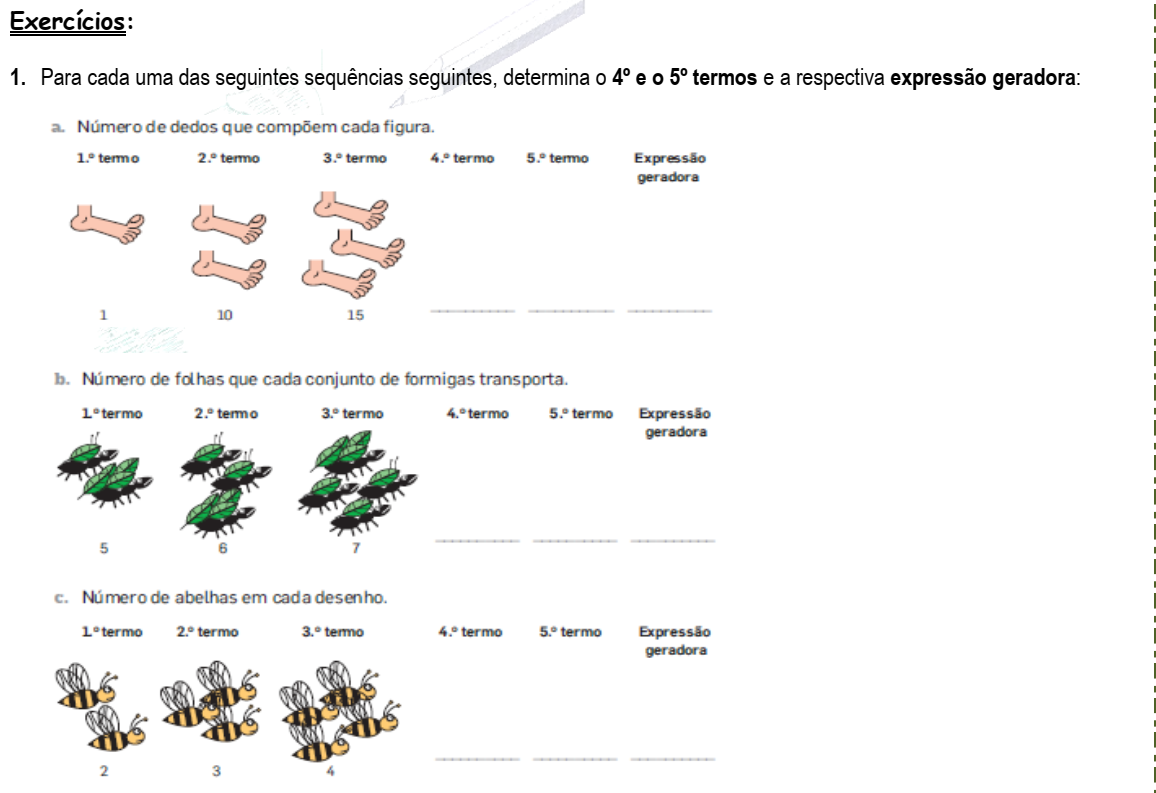 Exercícios:
1. Para cada uma das seguintes sequências seguintes, determina o 4º e o 5º termos e a respectiva expressão geradora:
a. Número de dedos que compõem cada figura.
1.º termo 2.º termo 3.º termo 4.º termo 5.º termo Expressão
geradora
1 10 15
b. Número de folhas que cada conjunto de formigas transporta.
1.º termo 2.º termo 3.º termo 4.º termo 5.º termo Expressão
geradora
5 6 7
c. Número de abelhas em cada desenho.
1.º termo 2.º termo 3.º termo 4.º termo 5.º termo Expressão
geradora
2 3 4